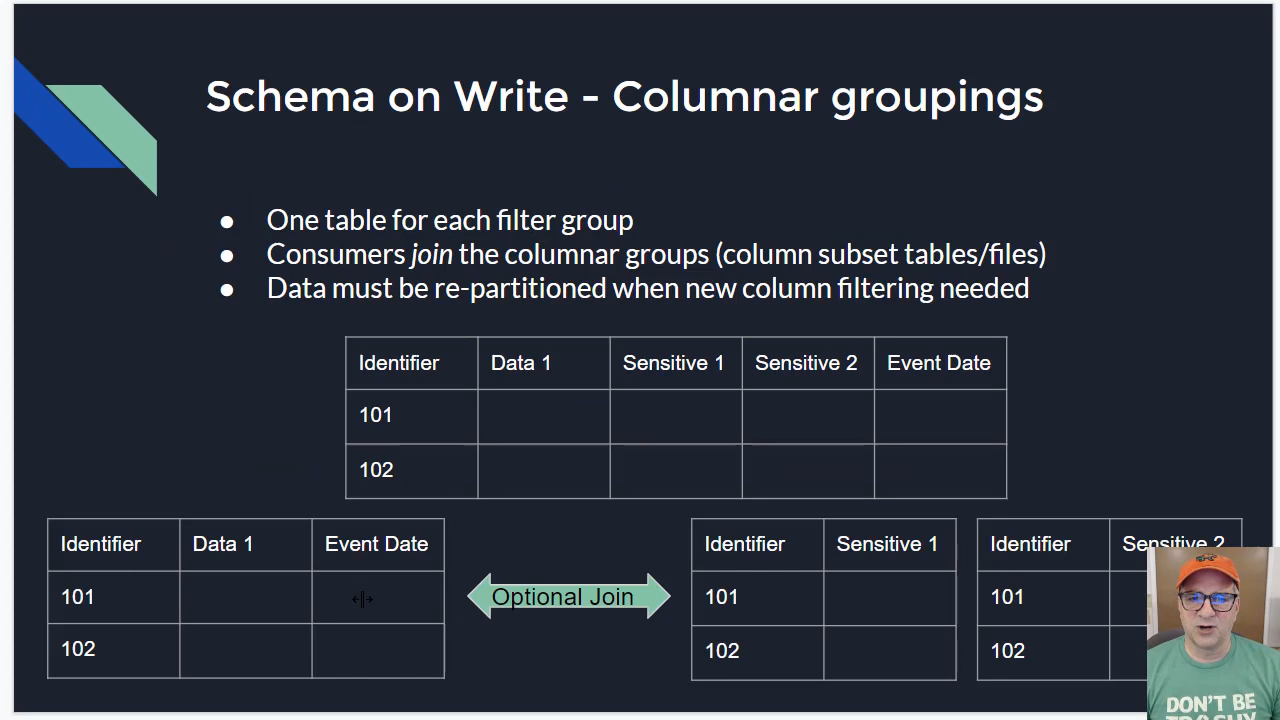 Schema on Write - Columnar groupings
● One table for each filter group
● Consumers join the columnar groups (column subset tables/files)
● Data must be re-partitioned when new column filtering needed
Identifier Data 1 Sensitive 1 Sensitive 2 Event Date
101
102
Identifier Data 1 Event Date
101
102
Optional Join
Identifier Sensitive 1
101
102
Identifier Sensitive 2
101
102
DON'T BE